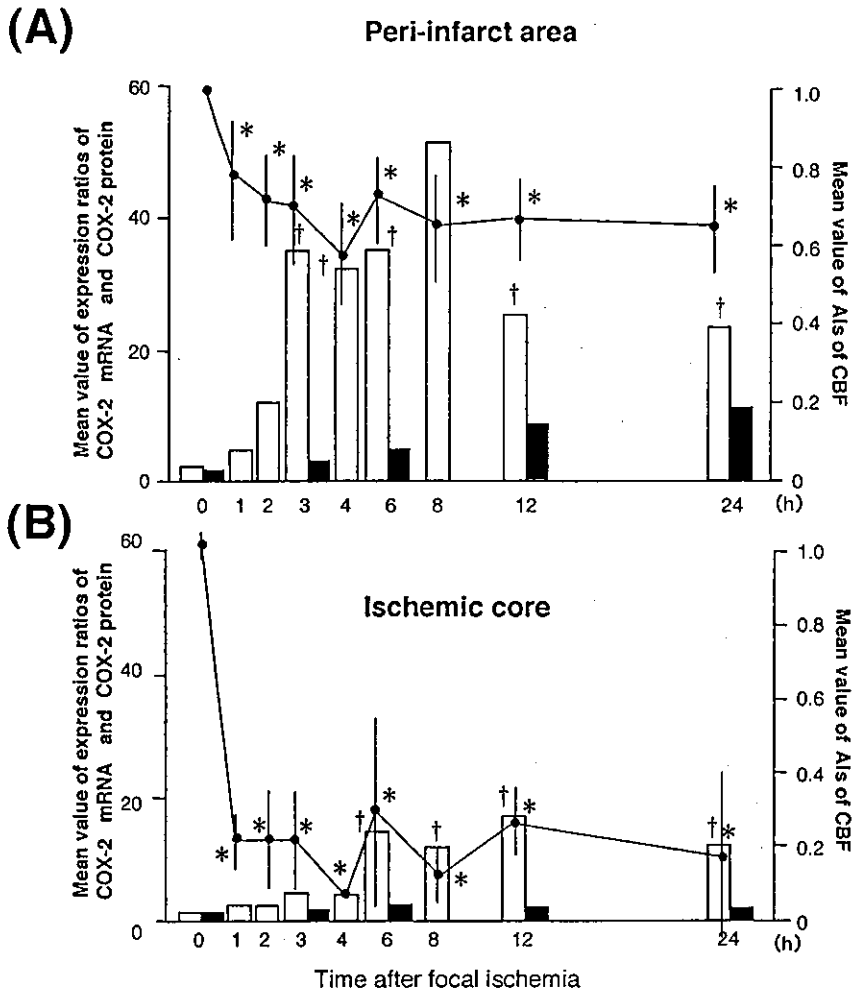 (A)
Peri-infarct area
Mean value of expression ratios of
COX-2 mRNA and COX-2 protein
60
40
20
0
1.0
0.8
0.6
0.4
0.2
0
Mean value of AIs of CBF
* * * * * * * *
† † † † †
0 1 2 3 4 6 8 12 24 (h)
(B)
Ischemic core
Mean value of expression ratios of
COX-2 mRNA and COX-2 protein
60
40
20
0
1.0
0.8
0.6
0.4
0.2
0
Mean value of AIs of CBF
* * * * * * * *
† † † †
0 1 2 3 4 6 8 12 24 (h)
Time after focal ischemia